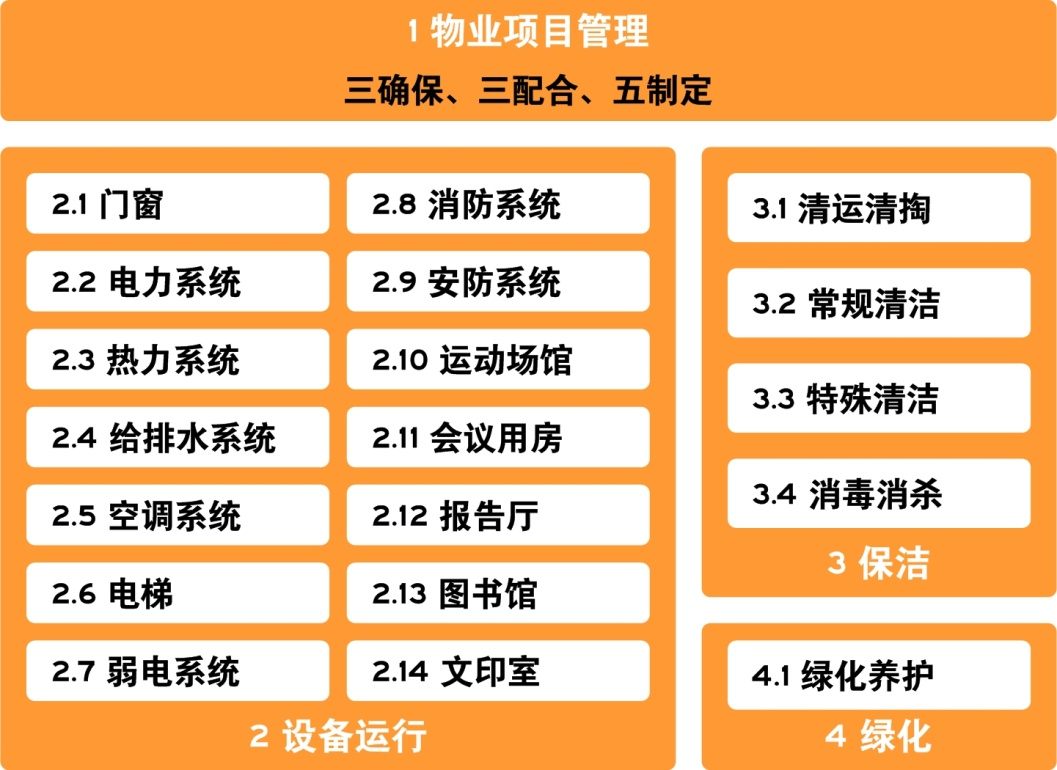 1 物业项目管理
三确保、三配合、五制定
2.1 门窗
2.2 电力系统
2.3 热力系统
2.4 给排水系统
2.5 空调系统
2.6 电梯
2.7 弱电系统
2.8 消防系统
2.9 安防系统
2.10 运动场馆
2.11 会议用房
2.12 报告厅
2.13 图书馆
2.14 文印室
2 设备运行
3.1 清运清掏
3.2 常规清洁
3.3 特殊清洁
3.4 消毒消杀
3 保洁
4.1 绿化养护
4 绿化